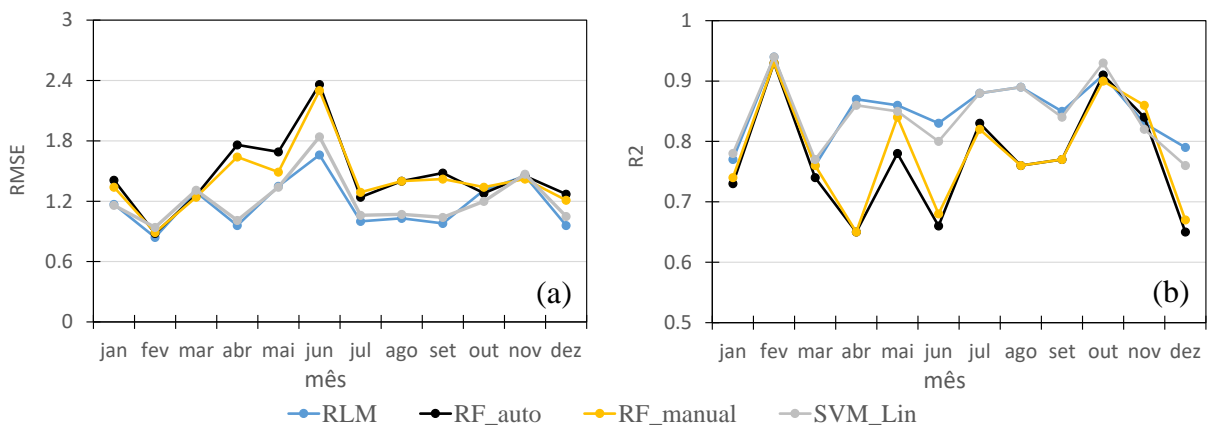 3
2.4
1.8
1.2
0.6
0
RMSE
jan fev mar abr mai jun jul ago set out nov dez
mês
(a)
1
0.9
0.8
0.7
0.6
0.5
R2
jan fev mar abr mai jun jul ago set out nov dez
mês
(b)
RLM RF_auto RF_manual SVM_Lin